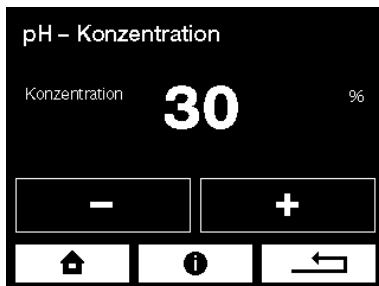 pH – Konzentration
Konzentration 30 %
– +
i